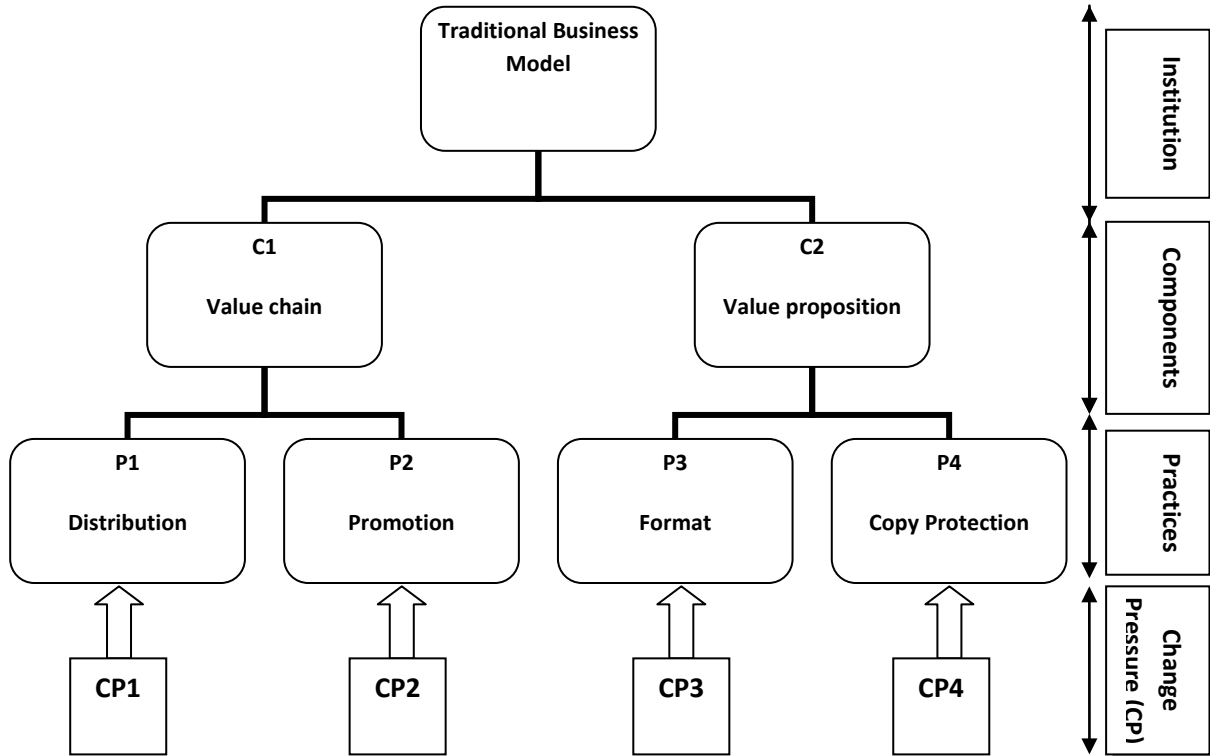 Traditional Business
Model
Institution
C1
Value chain
C2
Value proposition
Components
P1
Distribution
P2
Promotion
P3
Format
P4
Copy Protection
Practices
CP1
CP2
CP3
CP4
Change
Pressure (CP)